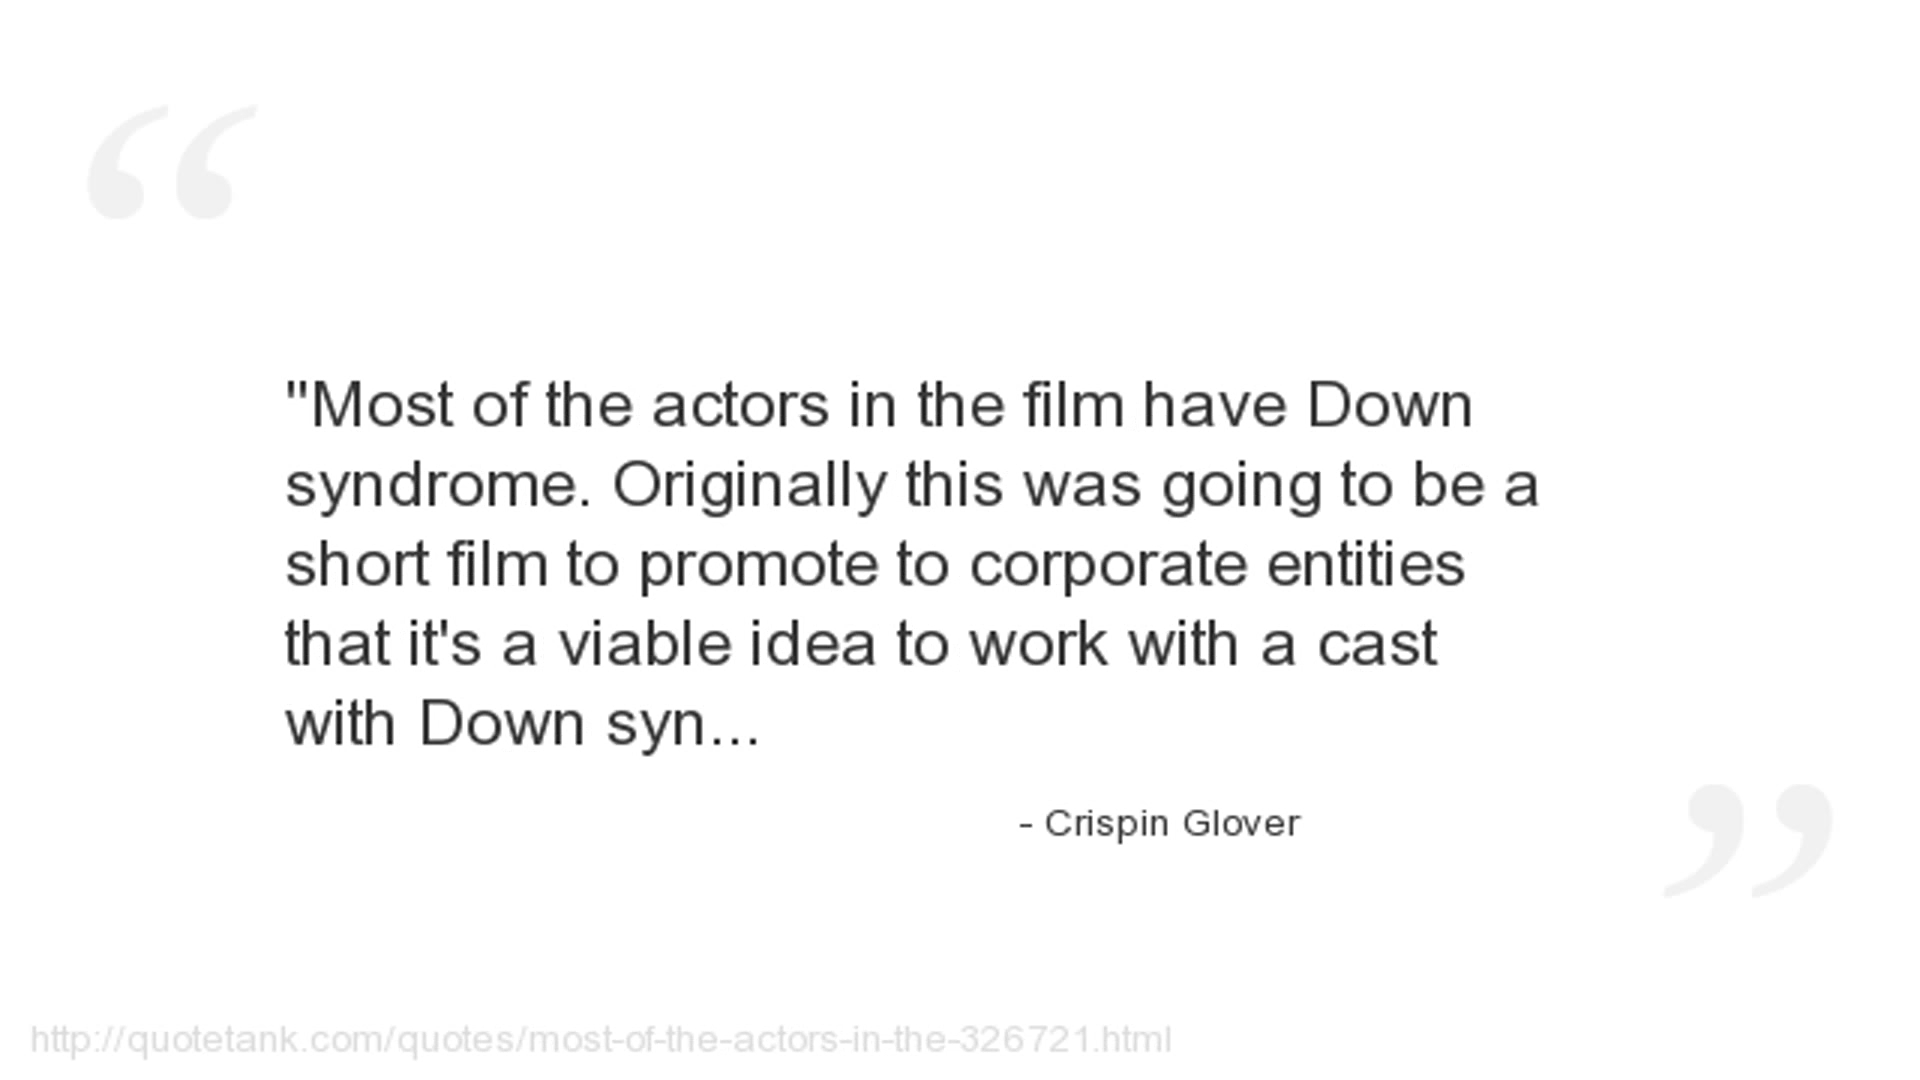 "Most of the actors in the film have Down
syndrome. Originally this was going to be a
short film to promote to corporate entities
that it's a viable idea to work with a cast
with Down syn...
- Crispin Glover
http://quotetank.com/quotes/most-of-the-actors-in-the-326721.html